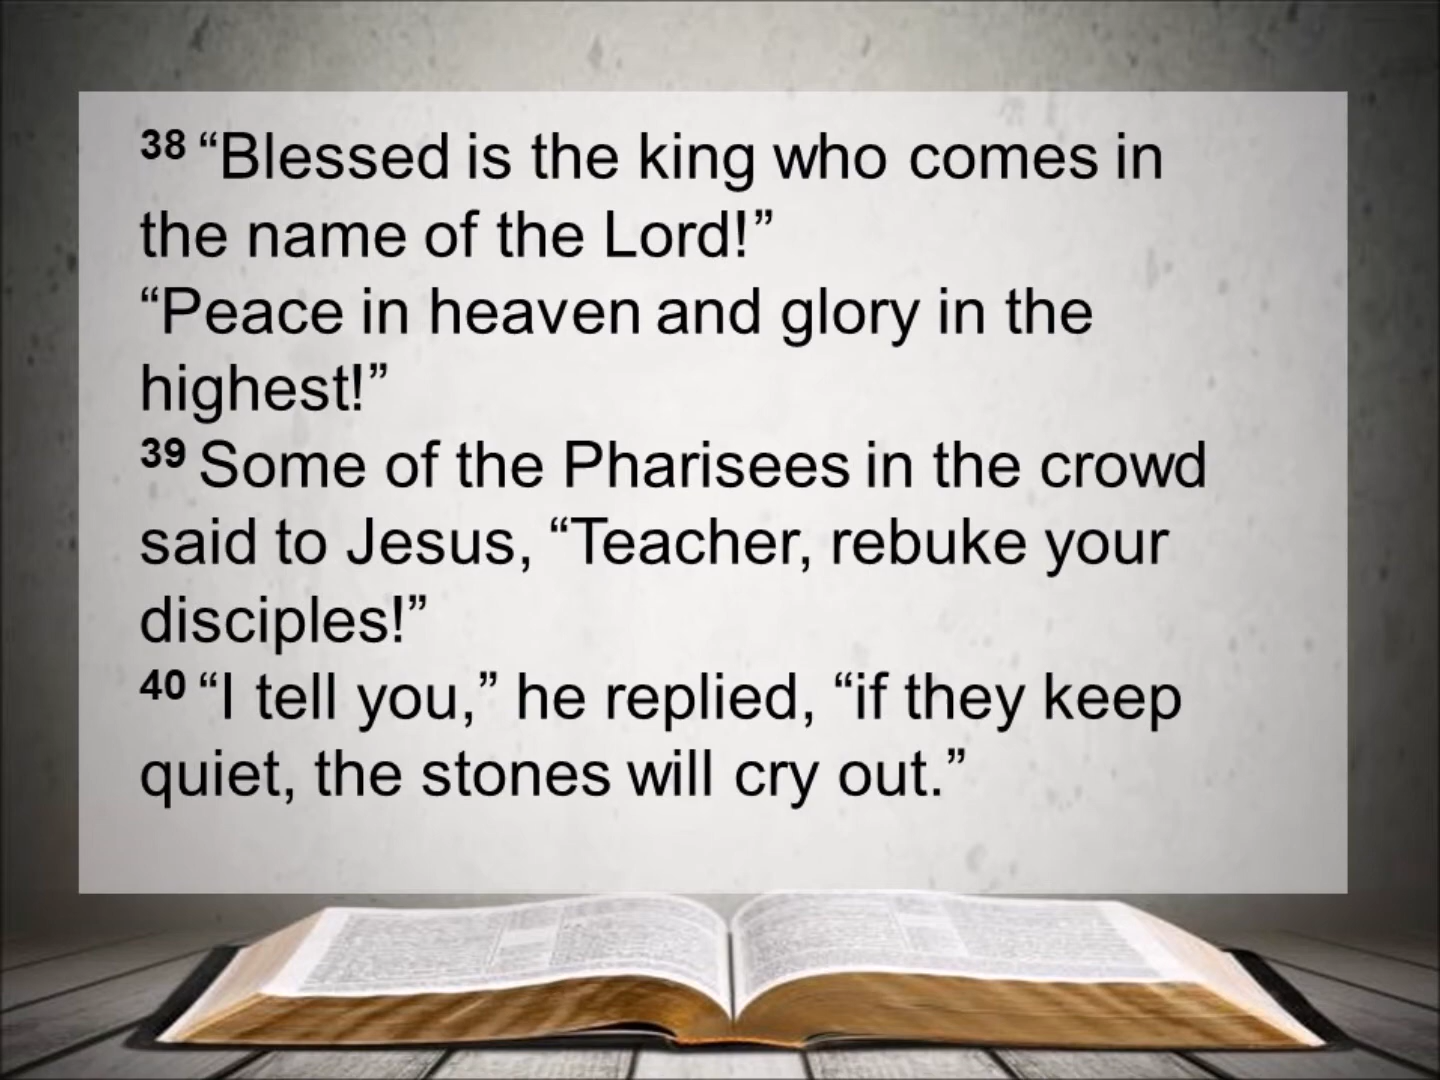 38 “Blessed is the king who comes in
the name of the Lord!”
“Peace in heaven and glory in the
highest!”
39 Some of the Pharisees in the crowd
said to Jesus, “Teacher, rebuke your
disciples!”
40 “I tell you,” he replied, “if they keep
quiet, the stones will cry out.”